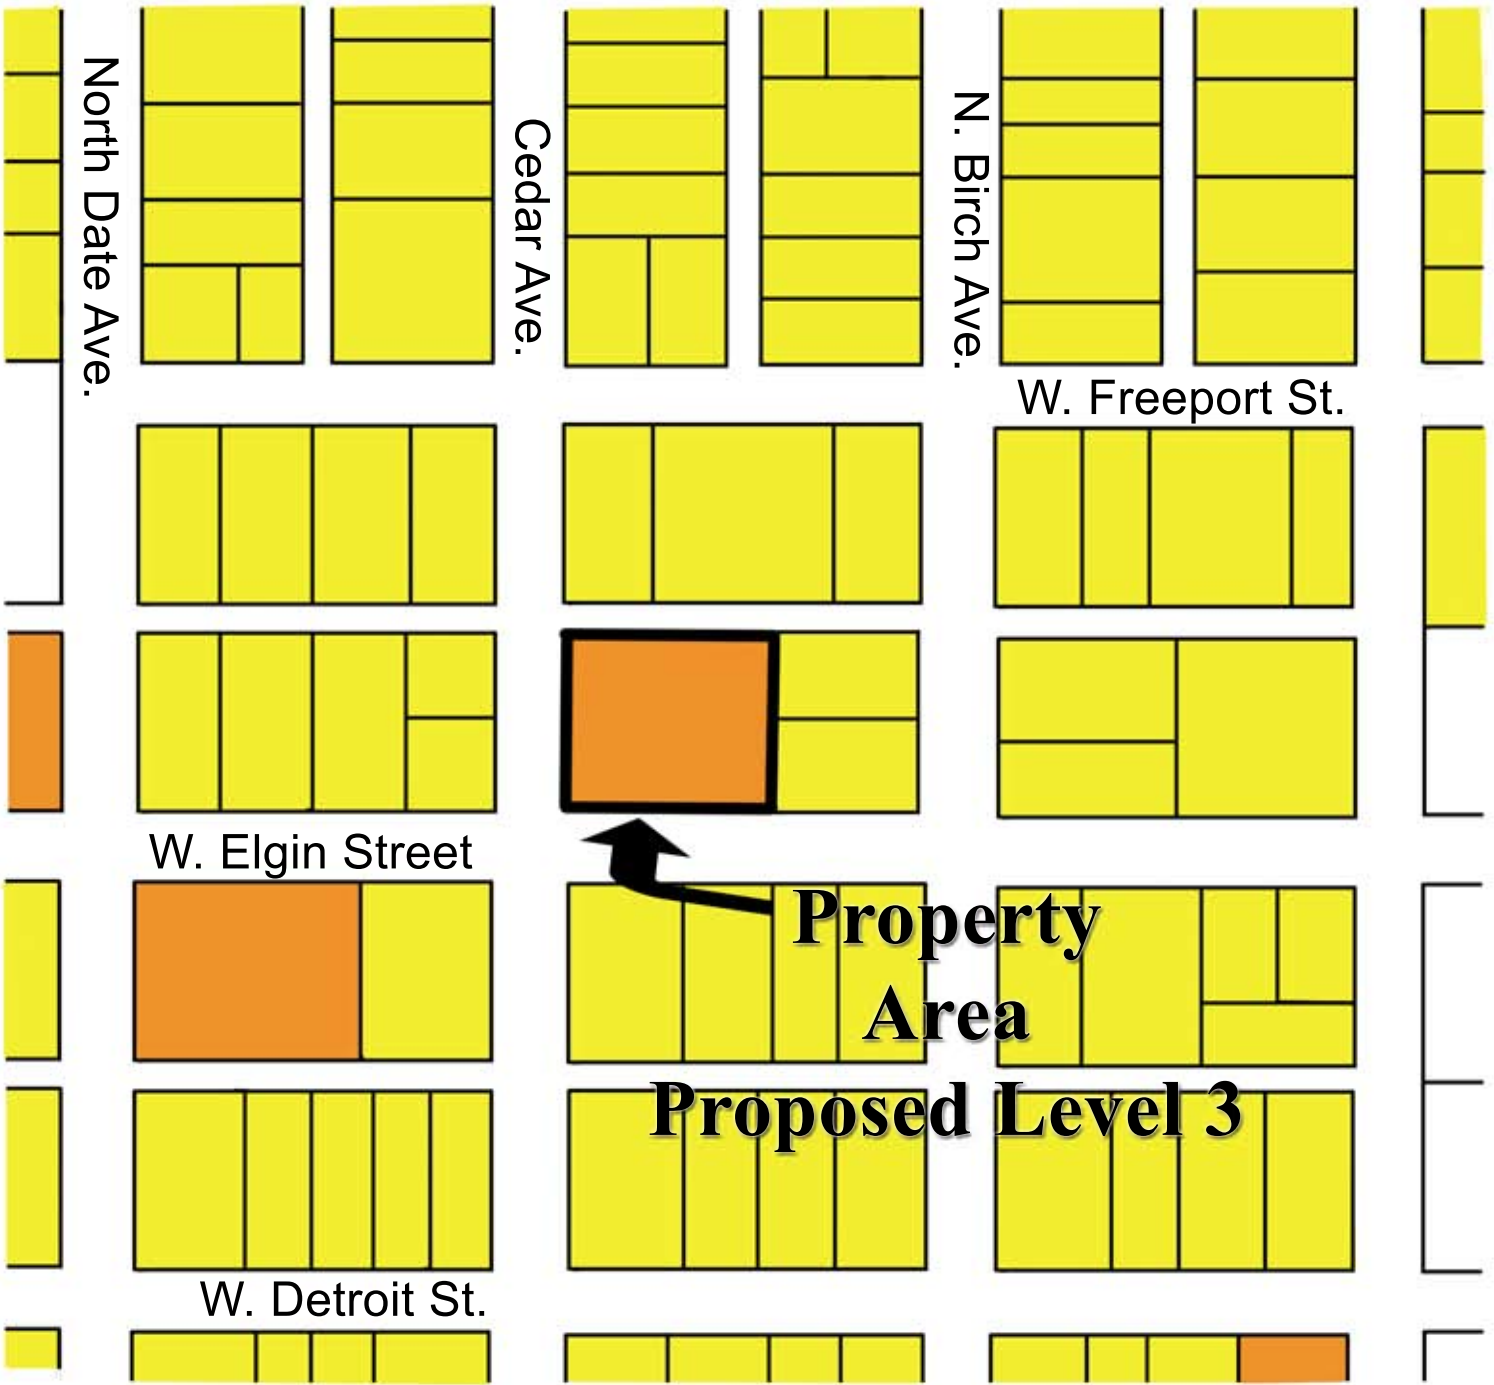 North Date Ave.
Cedar Ave.
N. Birch Ave.
W. Freeport St.
W. Elgin Street
Property
Area
Proposed Level 3
W. Detroit St.